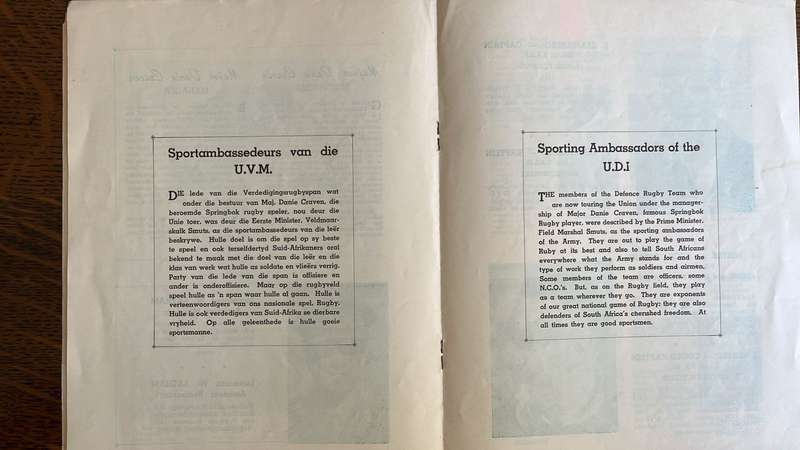 Sportambassedeurs van die
U.V.M.
DIE lede van die Verdedigingsrugbyspan wat
onder die bestuur van Maj. Danie Craven, die
beroemde Springbok rugby speler, nou deur die
Unie toer, was deur die Eerste Minister, Veldmaar-
skalk Smuts, as die sportambassedeurs van die leër
beskrywe. Hulle doel is om die spel op sy beste
te speel en ook terselfdertyd Suid-Afrikaners oral
bekend te maak met die doel van die leër en die
klas van werk wat hulle as soldate en vlieërs verrig.
Party van die lede van die span is offisiere en
ander is onderoffisiere. Maar op die rugbyveld
speel hulle as 'n span waar hulle al gaan. Hulle is
verteenwoordigers van ons nasionale spel, Rugby.
Hulle is ook verdedigers van Suid-Afrika se dierbare
vryheid. Op alle geleenthede is hulle goeie
sportmanne.
Sporting Ambassadors of the
U.D.i
THE members of the Defence Rugby Team who
are now touring the Union under the manager-
ship of Major Danie Craven, famous Springbok
Rugby player, were described by the Prime Minister,
Field Marshal Smuts, as the sporting ambassadors
of the Army. They are out to play the game of
Ruby at its best and also to tell South Africans
everywhere what the Army stands for and the
type of work they perform as soldiers and airmen.
Some members of the team are officers, some
N.C.O.'s. But, as on the Rugby field, they play
as a team wherever they go. They are exponents
of our great national game of Rugby; they are also
defenders of South Africa's cherished freedom. At
all times they are good sportsmen.